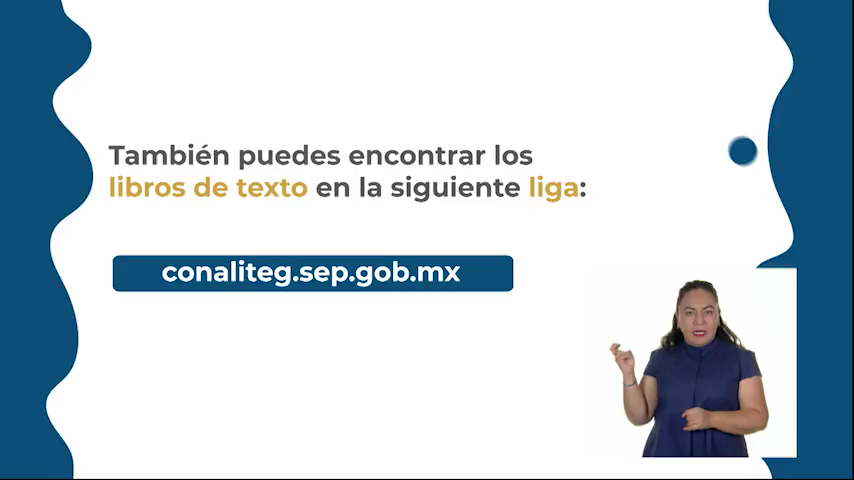 También puedes encontrar los
libros de texto en la siguiente liga:
conaliteg.sep.gob.mx